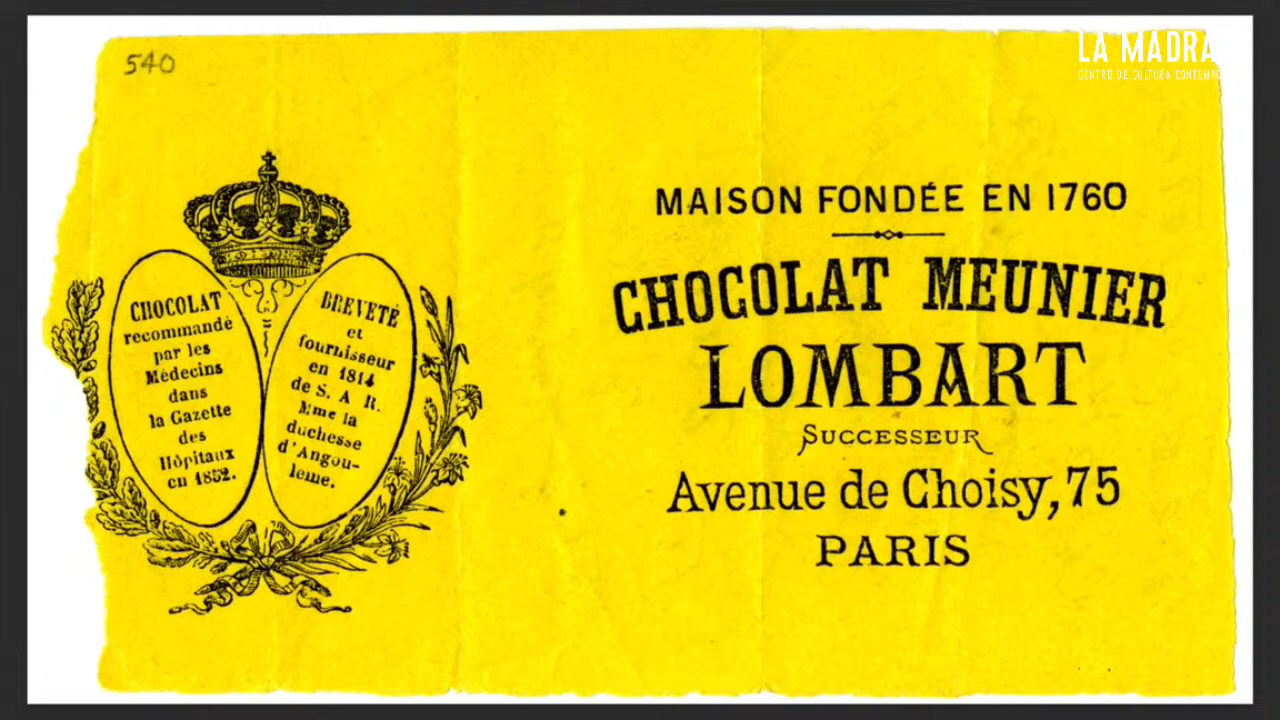 540
LA MADRA
CENTRO DE CULTURA CONTEMPO
CHOCOLAT
recommandé
par les
Médecins
dans
la Gazette
des
Hôpitaux
en 1852.
BREVETÉ
et
fournisseur
en 1814
de S. A R.
Mme la
duchesse
d'Angou-
leme.
MAISON FONDÉE EN 1760
CHOCOLAT MEUNIER
LOMBART
SUCCESSEUR
Avenue de Choisy, 75
PARIS